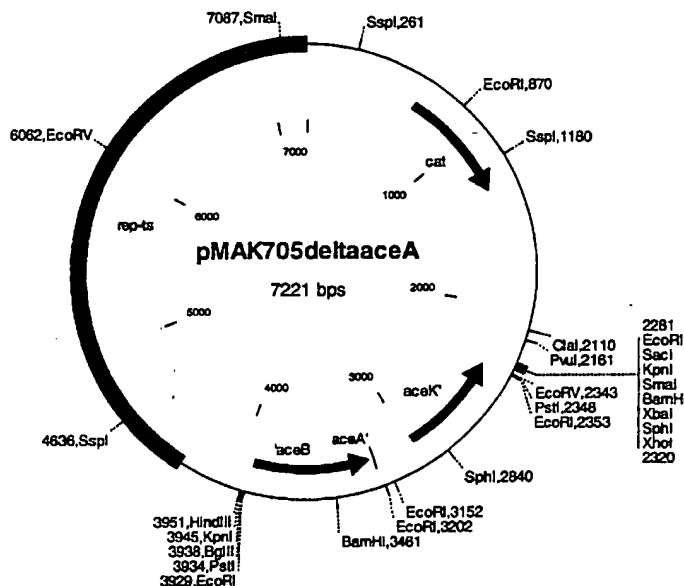 7087,SmaI
SspI,261
EcoRI,870
SspI,1180
6062,EcoRV
7000
cat
1000
rep-ts
6000
pMAK705deltaaceA
7221 bps
2000
5000
ClaI,2110
PvuI,2161
2281
EcoRI
SacI
KpnI
SmaI
BamH
XbaI
SphI
XhoI
2320
EcoRV,2343
PstI,2348
EcoRI,2353
aceK'
3000
4000
aceA'
'aceB
4636,SspI
SphI,2840
EcoRI,3152
EcoRI,3202
BamHI,3461
3951,HindIII
3945,KpnI
3938,BglII
3934,PstI
3929,EcoRI